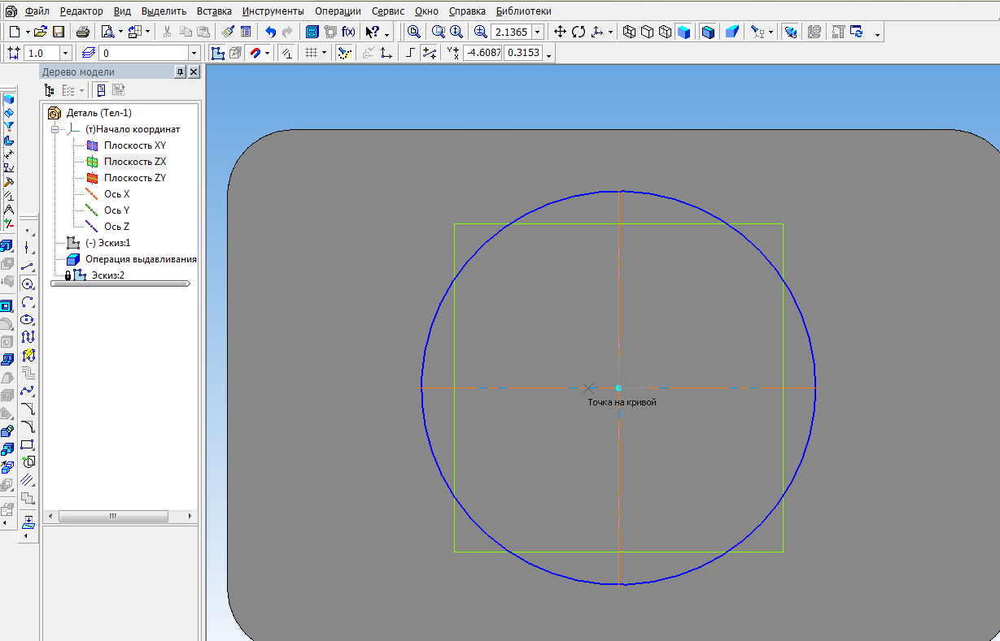 Файл Редактор Вид Выделить Вставка Инструменты Операции Сервис Окно Справка Библиотеки
f(x) 2.1365
1.0 0 -4.6087 0.3153
Дерево модели
Деталь (Тел-1)
(т)Начало координат
Плоскость XY
Плоскость ZX
Плоскость ZY
Ось X
Ось Y
Ось Z
(-) Эскиз:1
Операция выдавливания
Эскиз:2
X
Точка на кривой